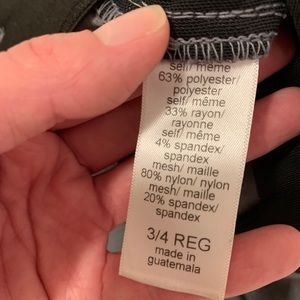 self/ même
63% polyester/
polyester
self/ même
33% rayon/
rayonne
self/ même
4% spandex/
spandex
mesh/ maille
80% nylon/ nylon
mesh/ maille
20% spandex/
spandex
3/4 REG
made in
guatemala